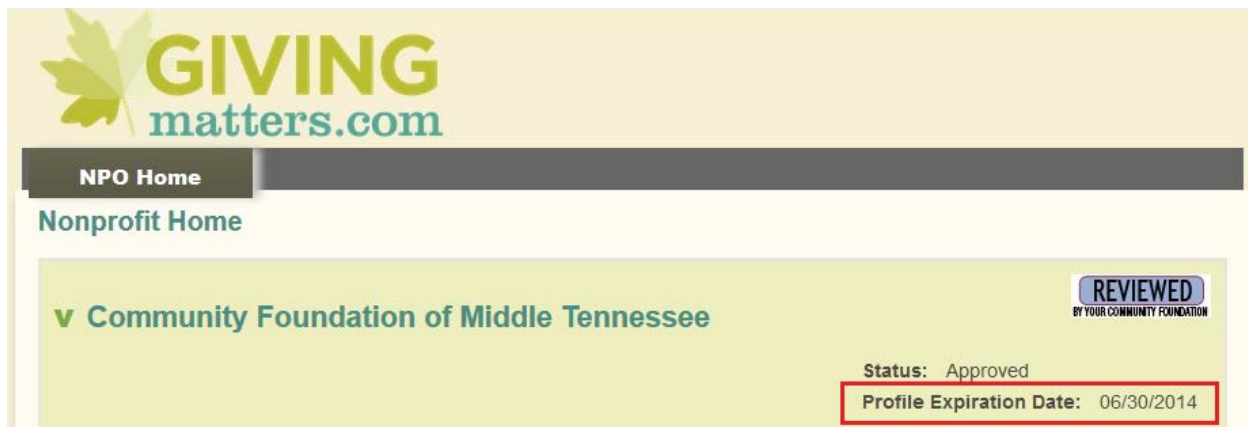 GIVING
matters.com
NPO Home
Nonprofit Home
v Community Foundation of Middle Tennessee
REVIEWED
BY YOUR COMMUNITY FOUNDATION
Status: Approved
Profile Expiration Date: 06/30/2014